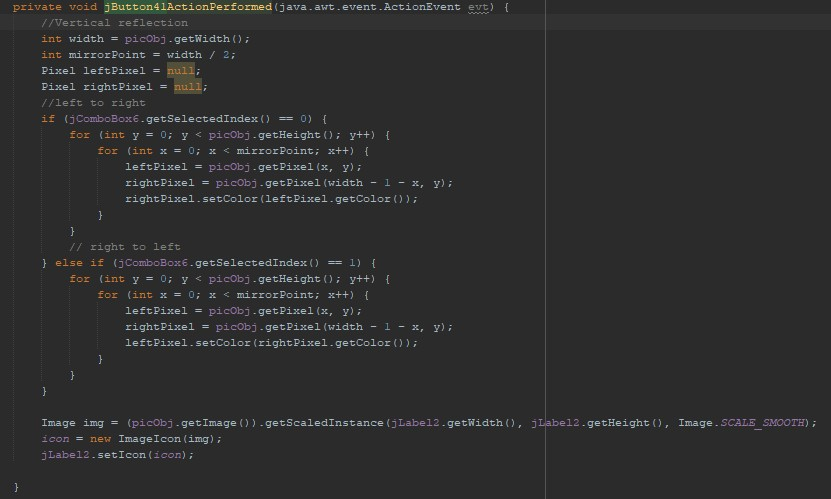 private void jButton41ActionPerformed(java.awt.event.ActionEvent evt) {
//Vertical reflection
int width = picObj.getWidth();
int mirrorPoint = width / 2;
Pixel leftPixel = null;
Pixel rightPixel = null;
//left to right
if (jComboBox6.getSelectedIndex() == 0) {
for (int y = 0; y < picObj.getHeight(); y++) {
for (int x = 0; x < mirrorPoint; x++) {
leftPixel = picObj.getPixel(x, y);
rightPixel = picObj.getPixel(width - 1 - x, y);
rightPixel.setColor(leftPixel.getColor());
}
}
// right to left
} else if (jComboBox6.getSelectedIndex() == 1) {
for (int y = 0; y < picObj.getHeight(); y++) {
for (int x = 0; x < mirrorPoint; x++) {
leftPixel = picObj.getPixel(x, y);
rightPixel = picObj.getPixel(width - 1 - x, y);
leftPixel.setColor(rightPixel.getColor());
}
}
}
Image img = (picObj.getImage()).getScaledInstance(jLabel2.getWidth(), jLabel2.getHeight(), Image.SCALE_SMOOTH);
icon = new ImageIcon(img);
jLabel2.setIcon(icon);
}